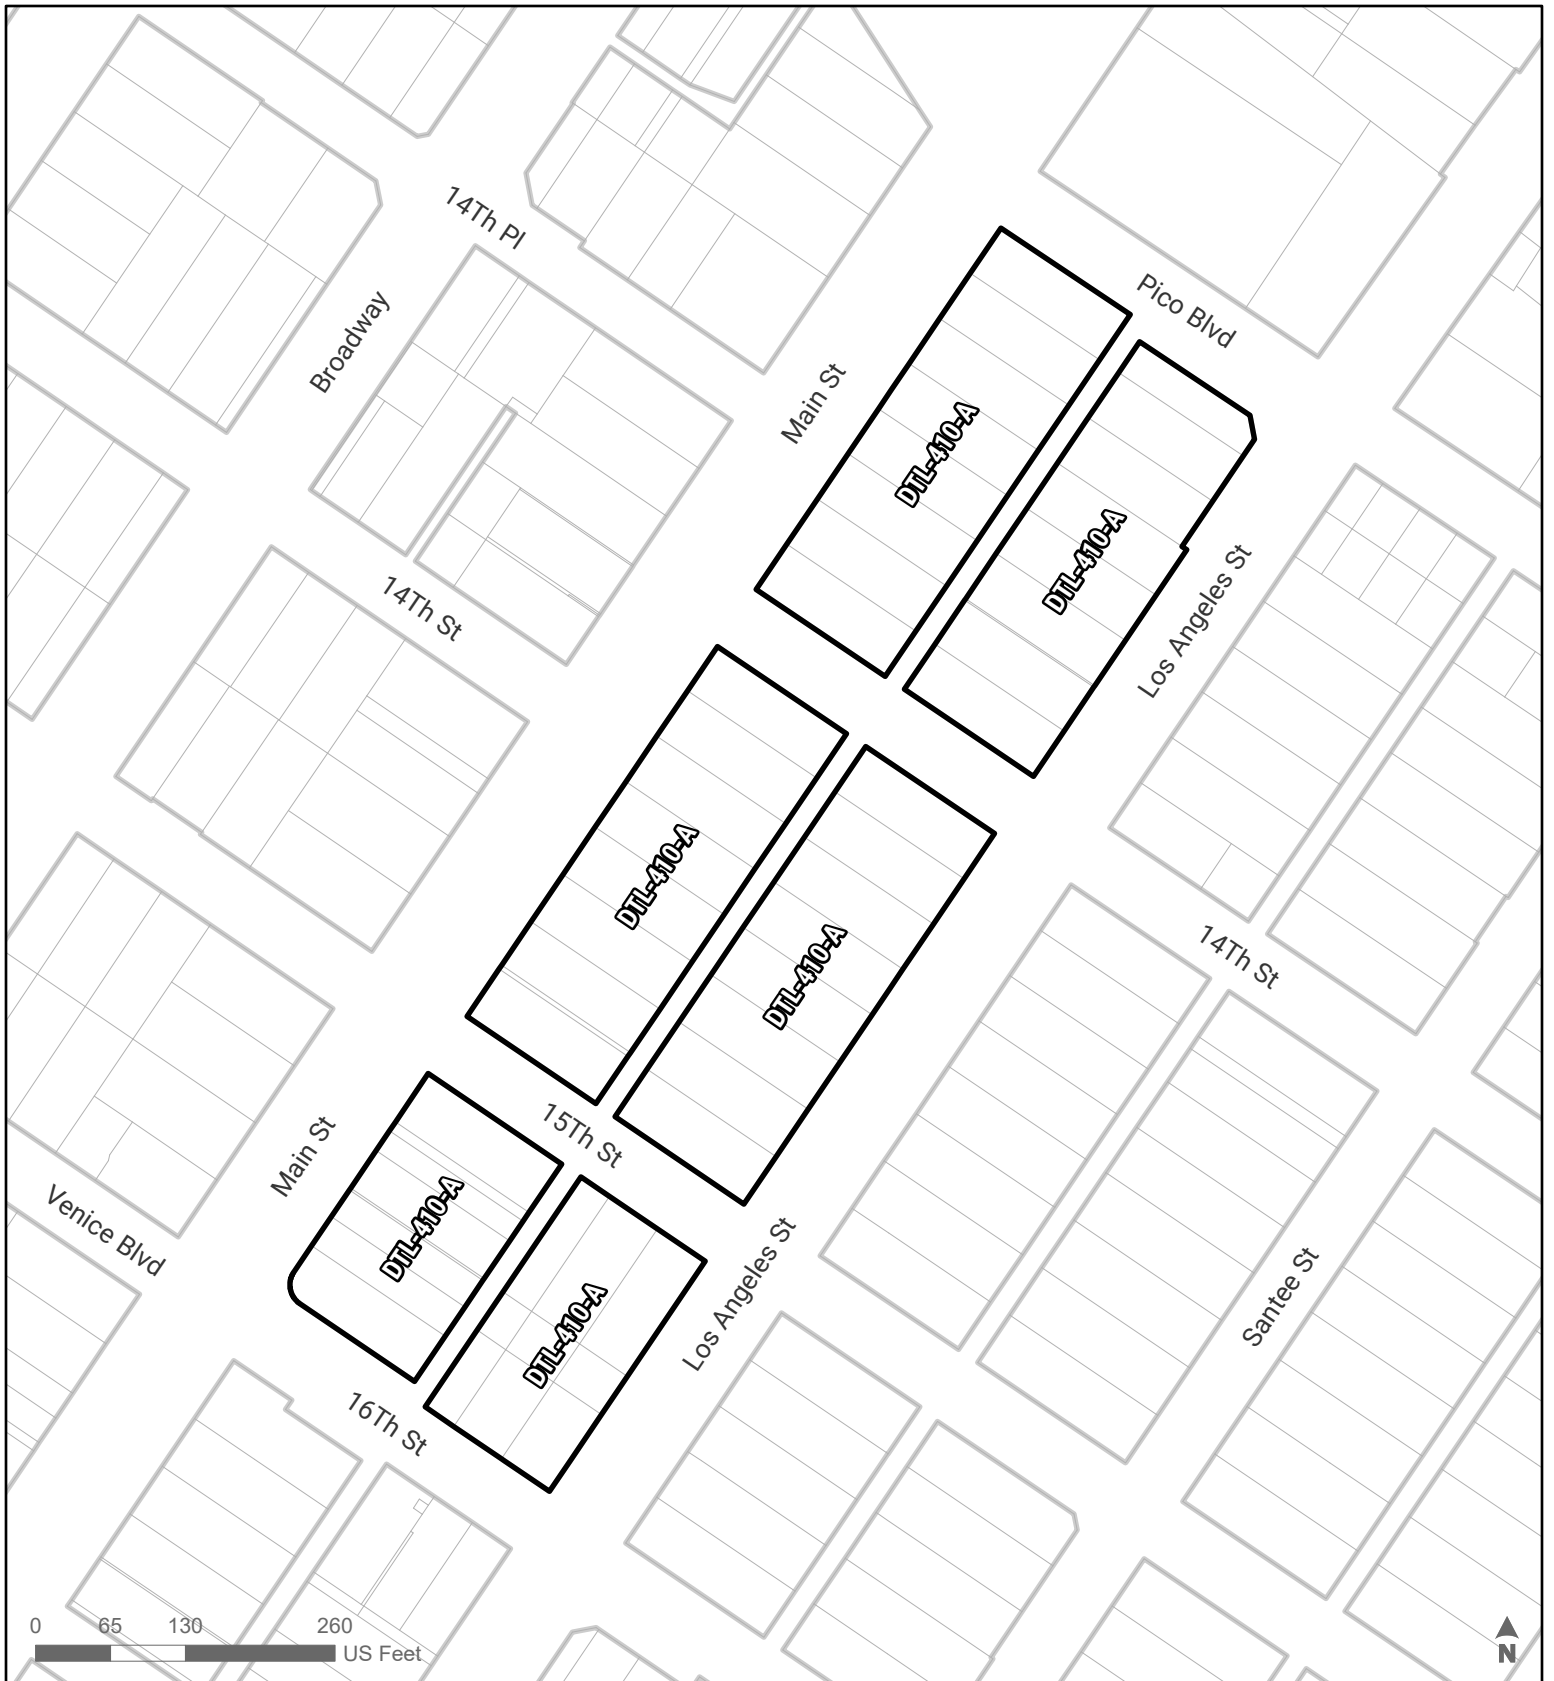 14Th Pl
Broadway
Pico Blvd
Main St
DTL-410-A
DTL-410-A
14Th St
Los Angeles St
DTL-410-A
DTL-410-A
14Th St
15Th St
Main St
DTL-410-A
Venice Blvd
DTL-410-A
Los Angeles St
Santee St
16Th St
0 65 130 260
US Feet
N